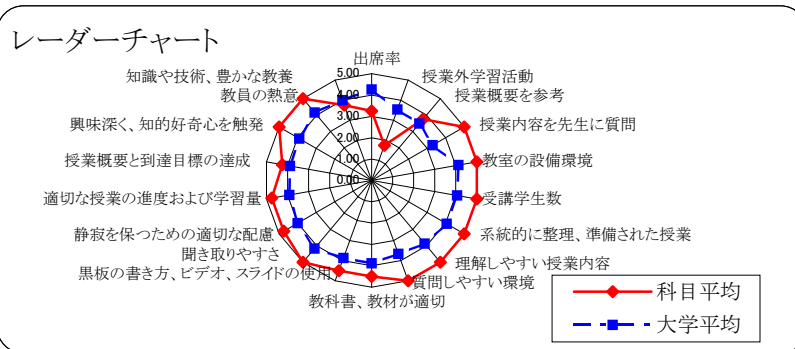 レーダーチャート
出席率
授業外学習活動
授業概要を参考
授業内容を先生に質問
教室の設備環境
受講学生数
系統的に整理、準備された授業
理解しやすい授業内容
質問しやすい環境
教科書、教材が適切
黒板の書き方、ビデオ、スライドの使用
聞き取りやすさ
静寂を保つための適切な配慮
適切な授業の進度および学習量
授業概要と到達目標の達成
興味深く、知的好奇心を触発
教員の熱意
知識や技術、豊かな教養
5.00
4.00
3.00
2.00
1.00
0.00
科目平均
大学平均